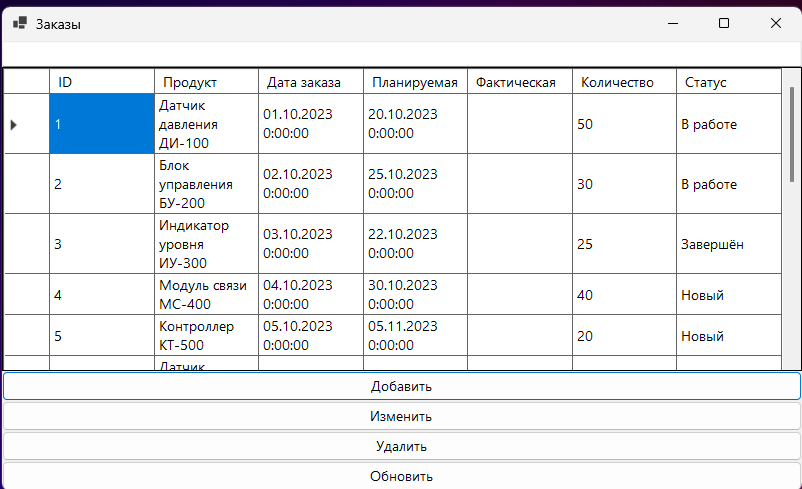 Заказы
ID Продукт Дата заказа Планируемая Фактическая Количество Статус
1 Датчик давления ДИ-100 01.10.2023 0:00:00 20.10.2023 0:00:00 50 В работе
2 Блок управления БУ-200 02.10.2023 0:00:00 25.10.2023 0:00:00 30 В работе
3 Индикатор уровня ИУ-300 03.10.2023 0:00:00 22.10.2023 0:00:00 25 Завершён
4 Модуль связи МС-400 04.10.2023 0:00:00 30.10.2023 0:00:00 40 Новый
5 Контроллер КТ-500 05.10.2023 0:00:00 05.11.2023 0:00:00 20 Новый
Датчик
Добавить
Изменить
Удалить
Обновить